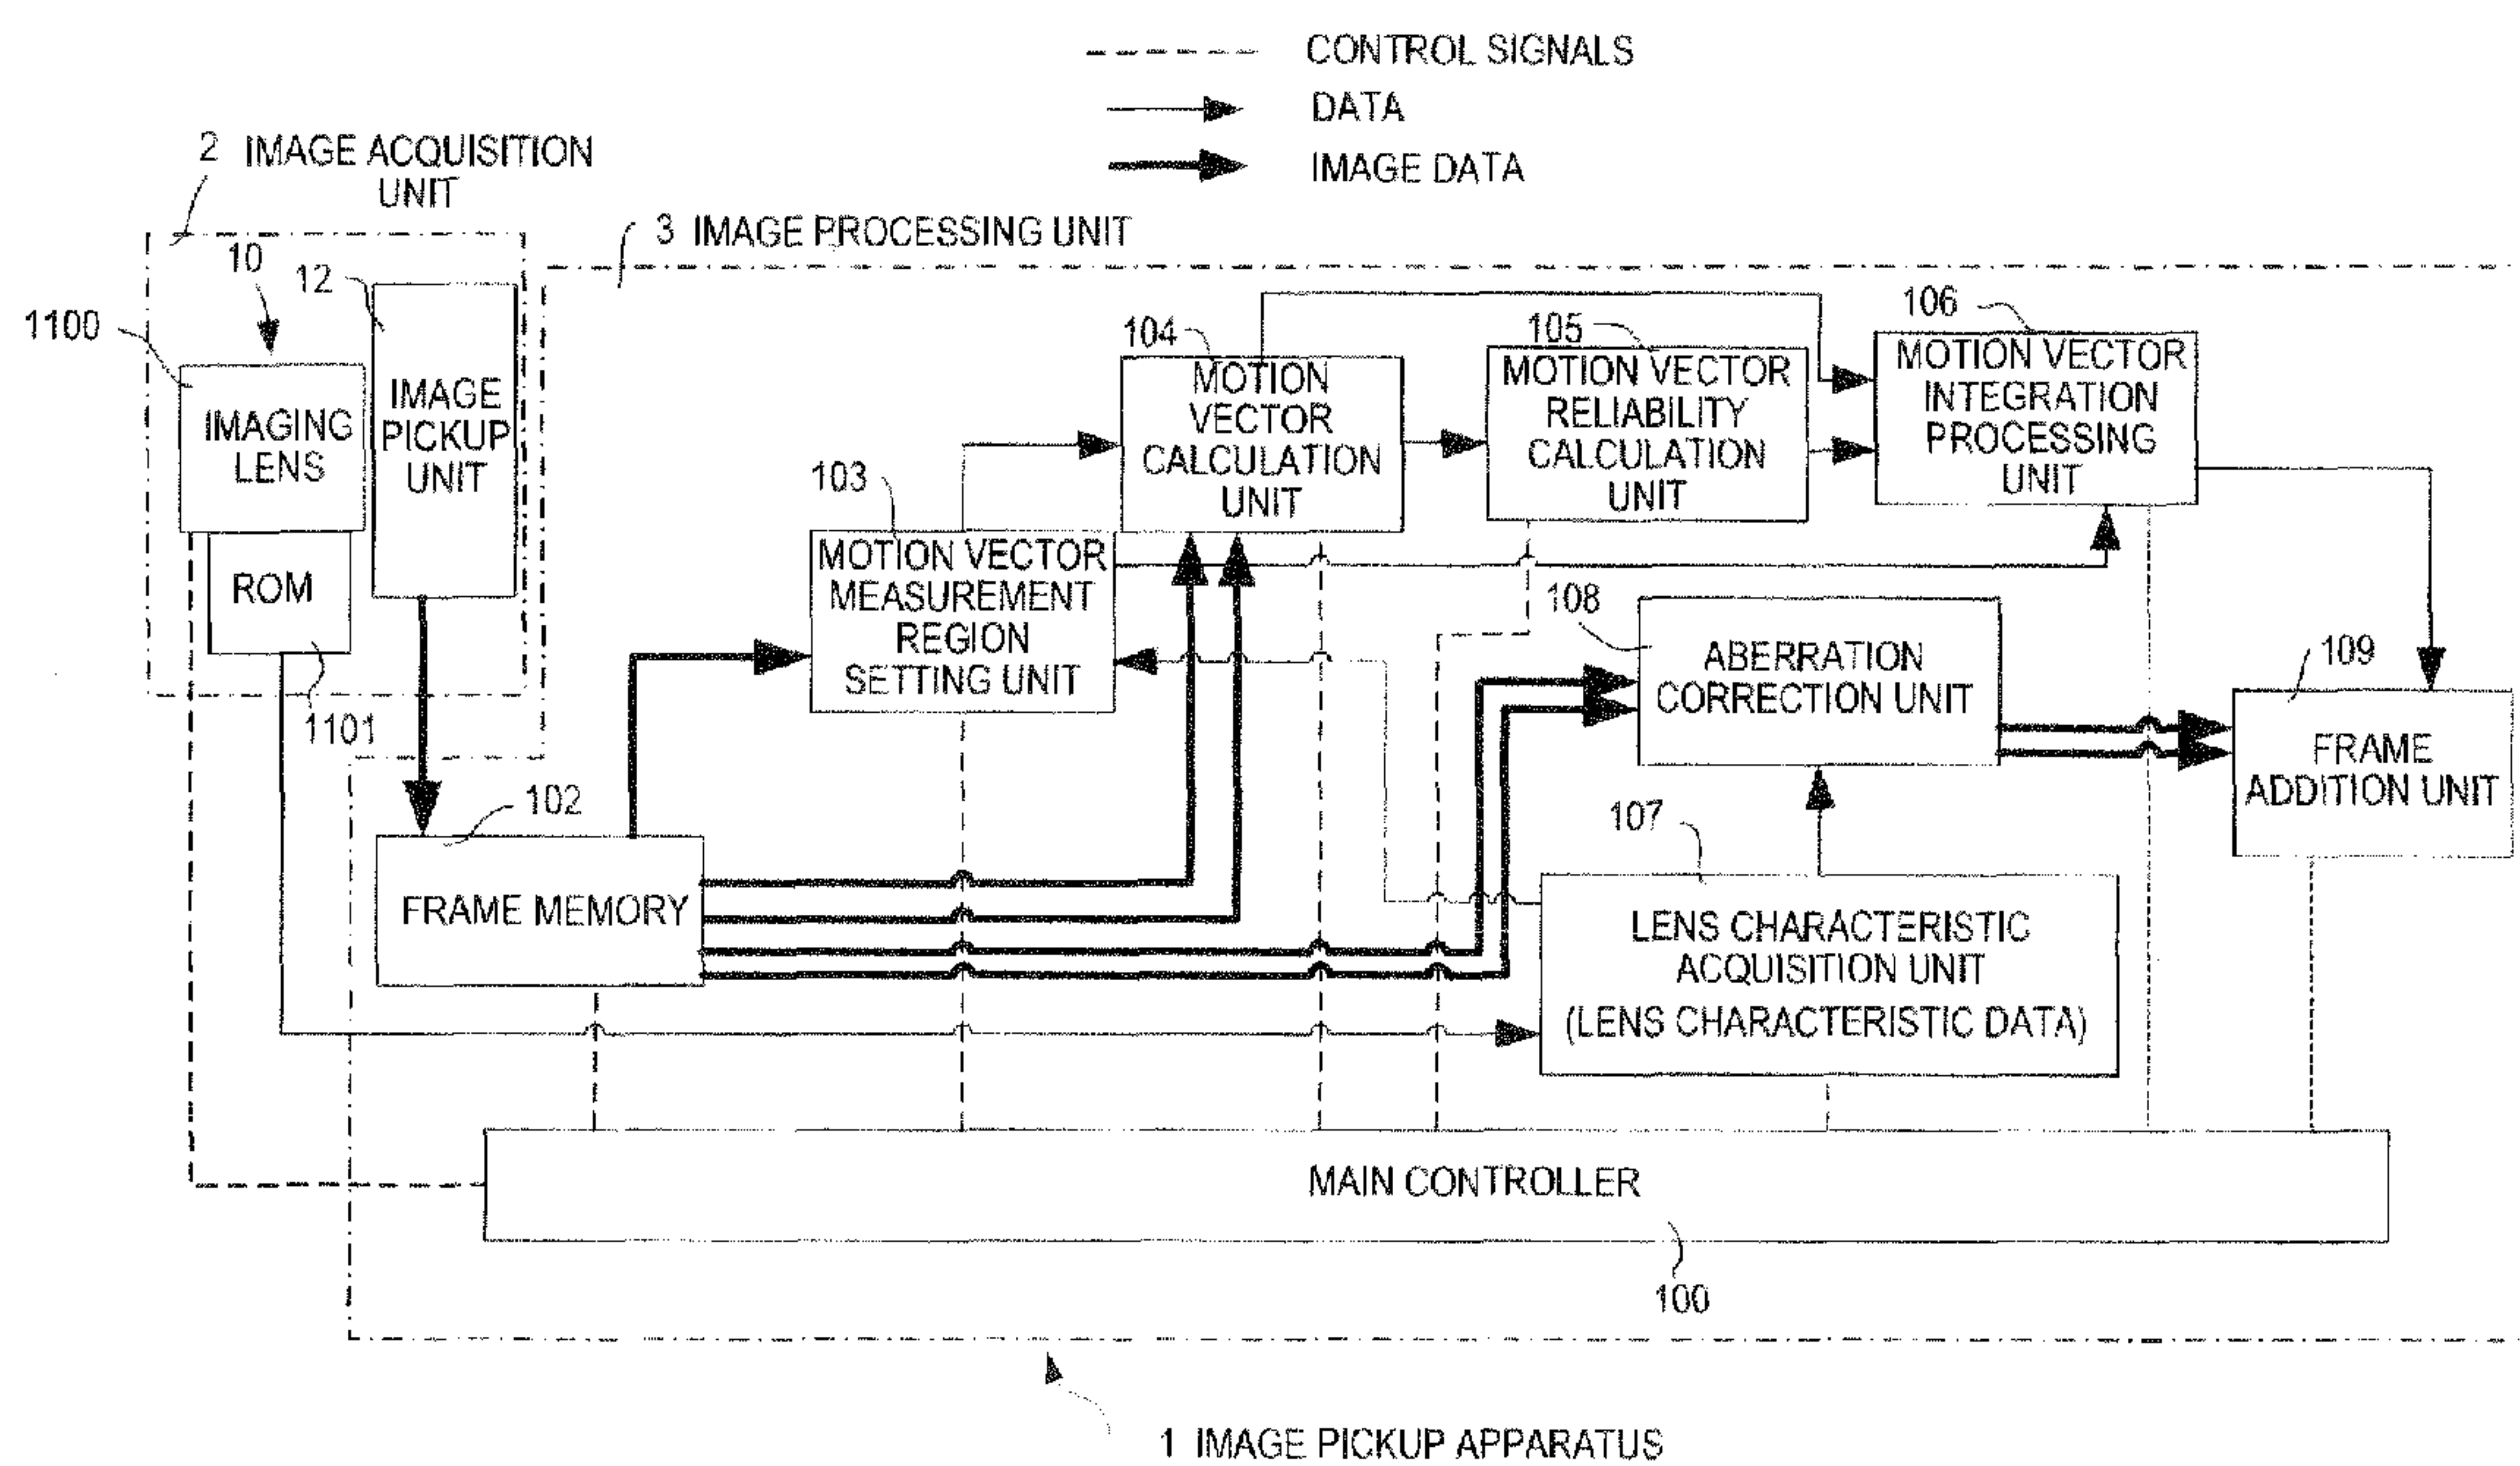 CONTROL SIGNALS
DATA
IMAGE DATA
2 IMAGE ACQUISITION
UNIT
3 IMAGE PROCESSING UNIT
10
12
1100
IMAGING
LENS
IMAGE
PICKUP
UNIT
ROM
1101
104
MOTION
VECTOR
CALCULATION
UNIT
105
MOTION VECTOR
RELIABILITY
CALCULATION
UNIT
106
MOTION VECTOR
INTEGRATION
PROCESSING
UNIT
103
MOTION VECTOR
MEASUREMENT
REGION
SETTING UNIT
108
ABERRATION
CORRECTION UNIT
109
FRAME
ADDITION UNIT
102
FRAME MEMORY
107
LENS CHARACTERISTIC
ACQUISITION UNIT
(LENS CHARACTERISTIC DATA)
MAIN CONTROLLER
100
1 IMAGE PICKUP APPARATUS